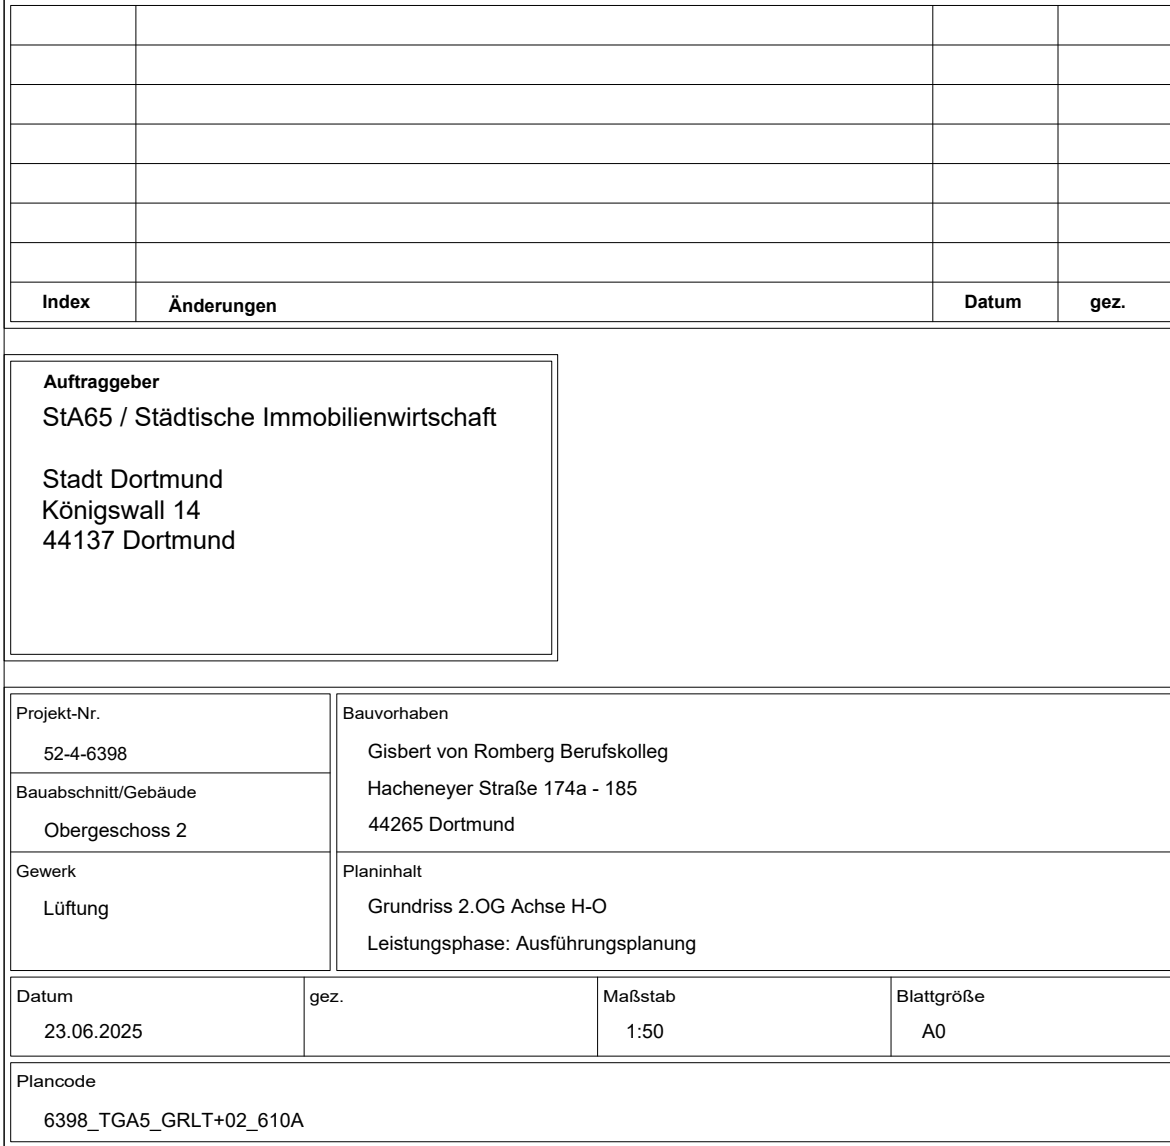 Index Änderungen Datum gez.
Auftraggeber
StA65 / Städtische Immobilienwirtschaft
Stadt Dortmund
Königswall 14
44137 Dortmund
Projekt-Nr.
52-4-6398
Bauabschnitt/Gebäude
Obergeschoss 2
Gewerk
Lüftung
Bauvorhaben
Gisbert von Romberg Berufskolleg
Hacheneyer Straße 174a - 185
44265 Dortmund
Planinhalt
Grundriss 2.OG Achse H-O
Leistungsphase: Ausführungsplanung
Datum
23.06.2025
gez.
Maßstab
1:50
Blattgröße
A0
Plancode
6398_TGA5_GRLT+02_610A